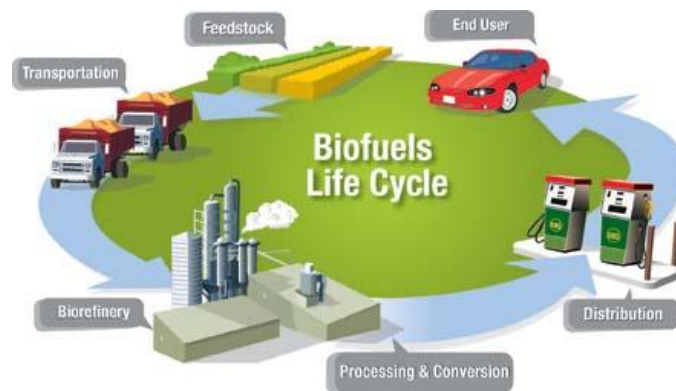 Feedstock
End User
Transportation
Biofuels
Life Cycle
Biorefinery
Distribution
Processing & Conversion